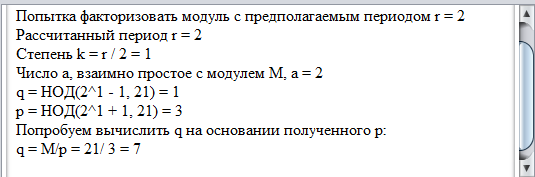 Попытка факторизовать модуль с предполагаемым периодом r = 2
Рассчитанный период r = 2
Степень k = r / 2 = 1
Число a, взаимно простое с модулем M, a = 2
q = НОД(2^1 - 1, 21) = 1
p = НОД(2^1 + 1, 21) = 3
Попробуем вычислить q на основании полученного p:
q = M/p = 21/ 3 = 7